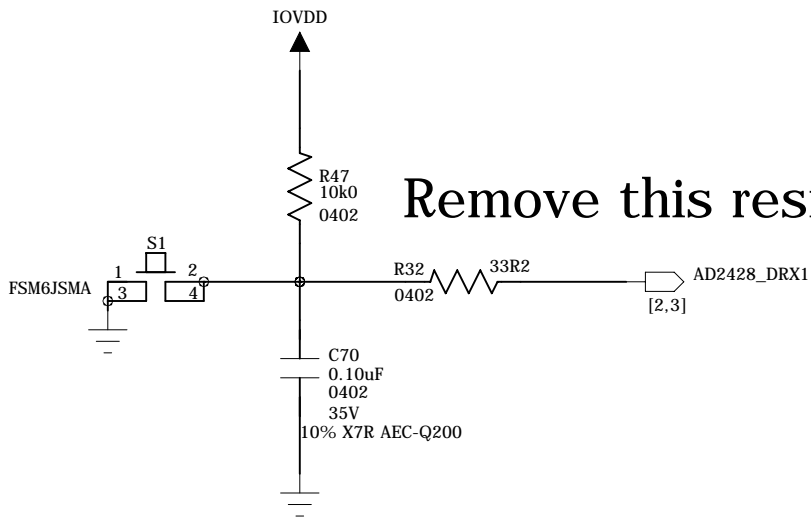 IOVDD
R47
10k0
0402
Remove this resi
S1
1 2
3 4
FSM6JSMA
R32 33R2
0402
AD2428_DRX1
[2,3]
C70
0.10uF
0402
35V
10% X7R AEC-Q200